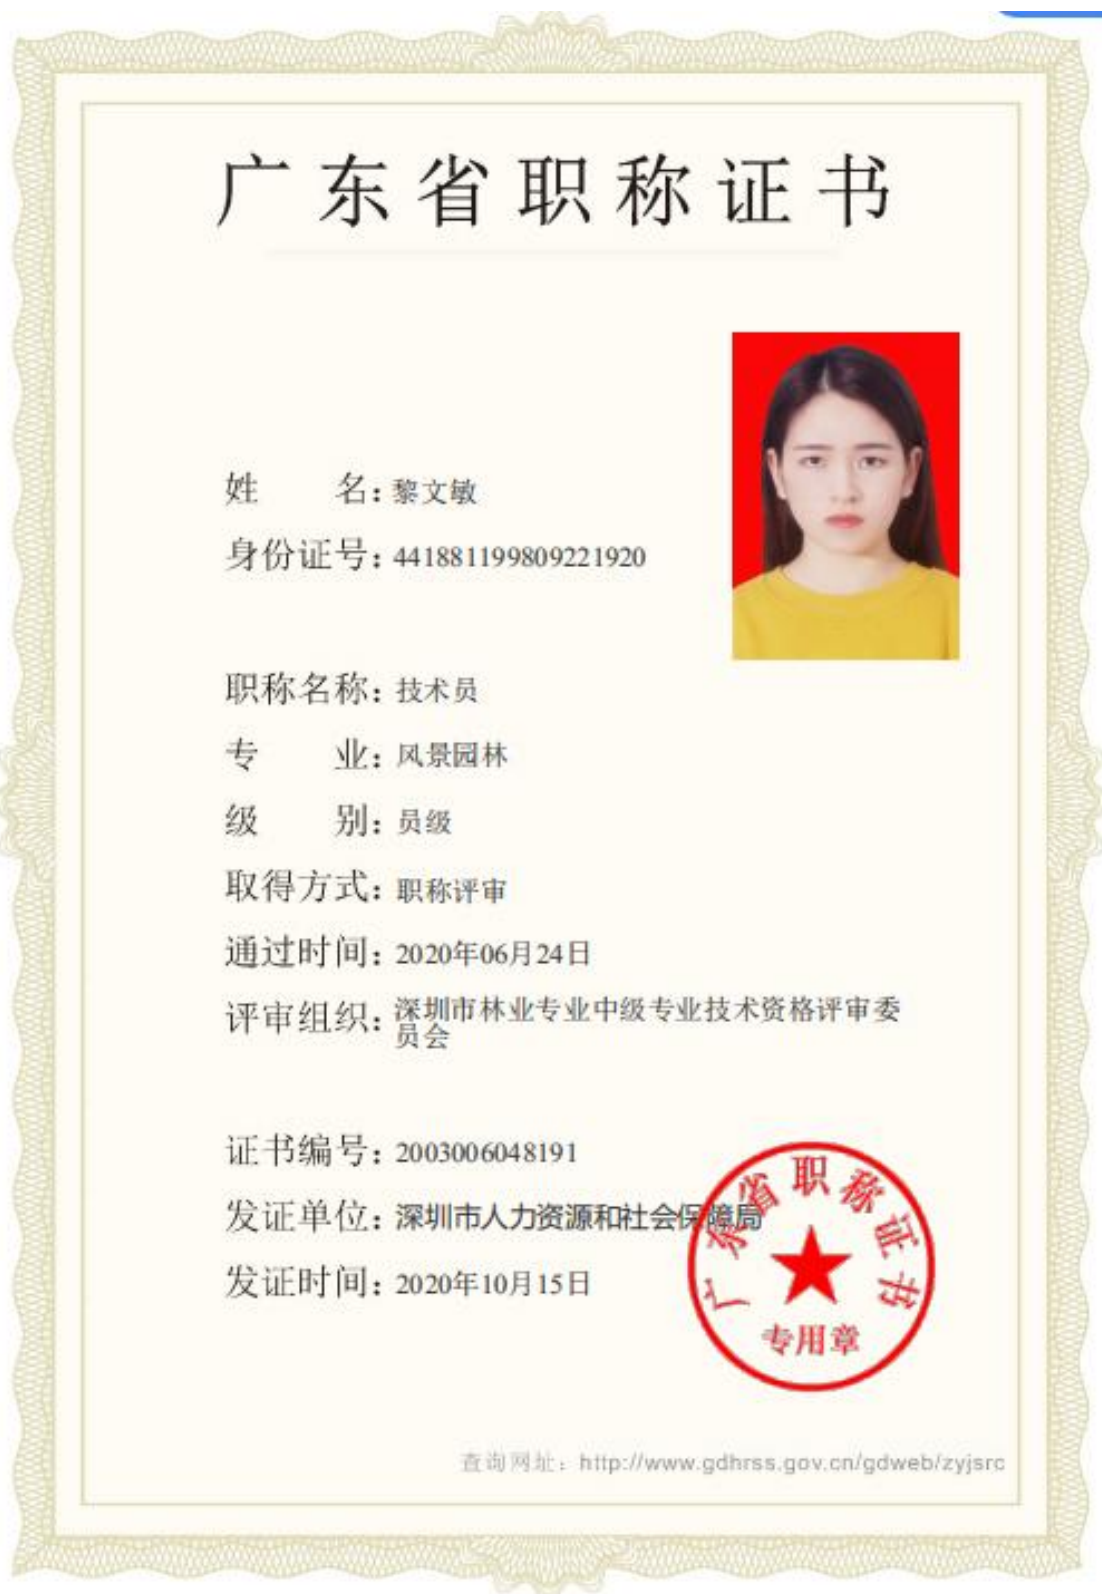 广东省职称证书
姓 名：黎文敏
身份证号：441881199809221920
职称名称：技术员
专 业：风景园林
级 别：员级
取得方式：职称评审
通过时间：2020年06月24日
评审组织：深圳市林业专业中级专业技术资格评审委
员会
证书编号：2003006048191
发证单位：深圳市人力资源和社会保障局
发证时间：2020年10月15日
广东省职称证书
专用章
查询网址：http://www.gdhrss.gov.cn/gdweb/zyjsrc